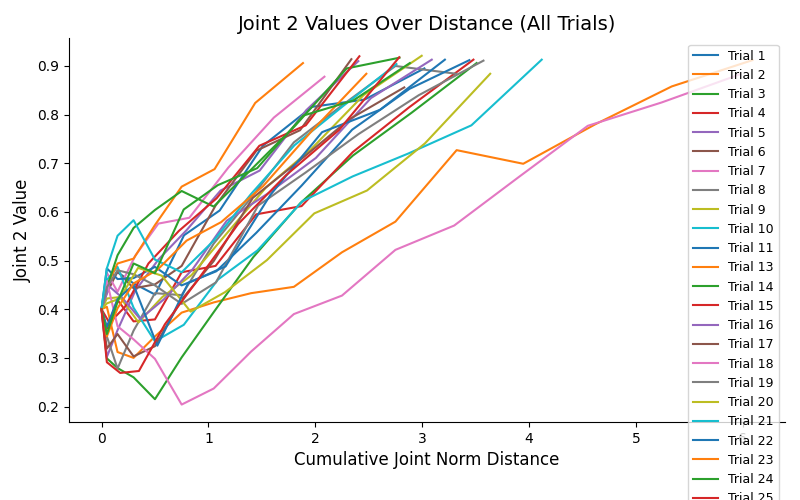 Joint 2 Values Over Distance (All Trials)
Joint 2 Value
0.9
0.8
0.7
0.6
0.5
0.4
0.3
0.2
0
1
2
3
4
5
6
Cumulative Joint Norm Distance
Trial 1
Trial 2
Trial 3
Trial 4
Trial 5
Trial 6
Trial 7
Trial 8
Trial 9
Trial 10
Trial 11
Trial 13
Trial 14
Trial 15
Trial 16
Trial 17
Trial 18
Trial 19
Trial 20
Trial 21
Trial 22
Trial 23
Trial 24
Trial 25